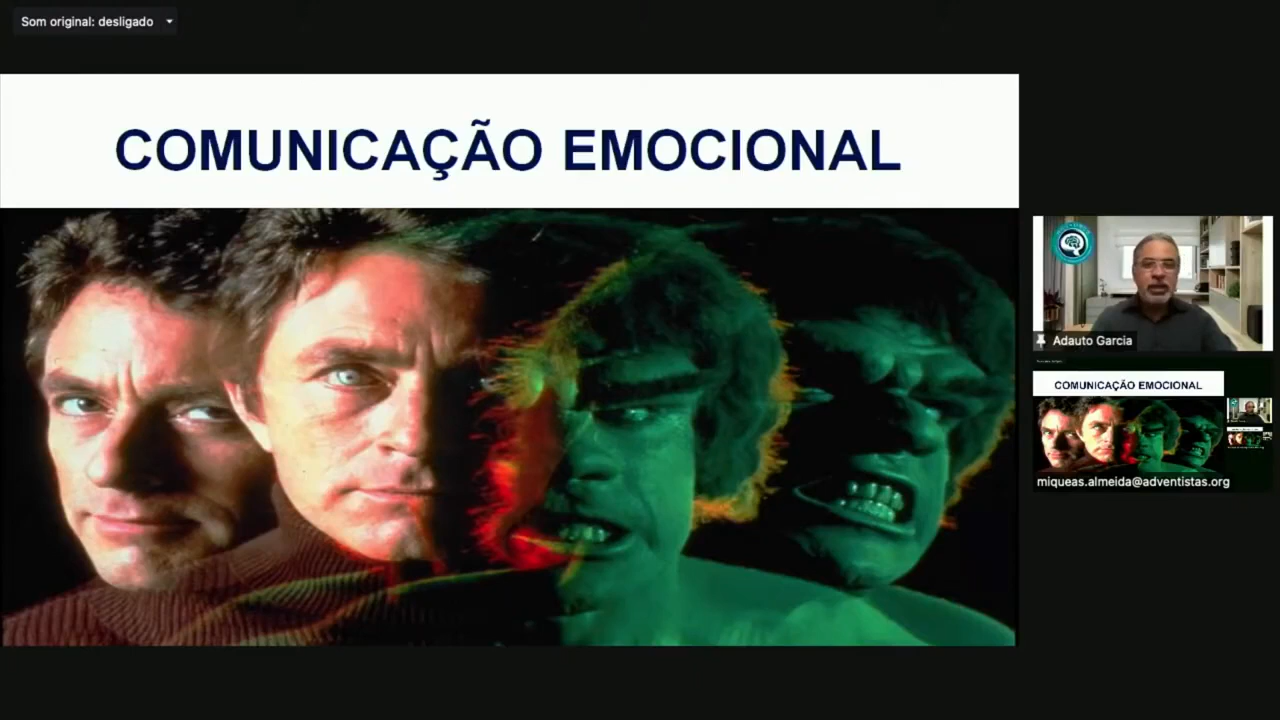 Som original: desligado
COMUNICAÇÃO EMOCIONAL
Adauto Garcia
COMUNICAÇÃO EMOCIONAL
miqueas.almeida@adventistas.org